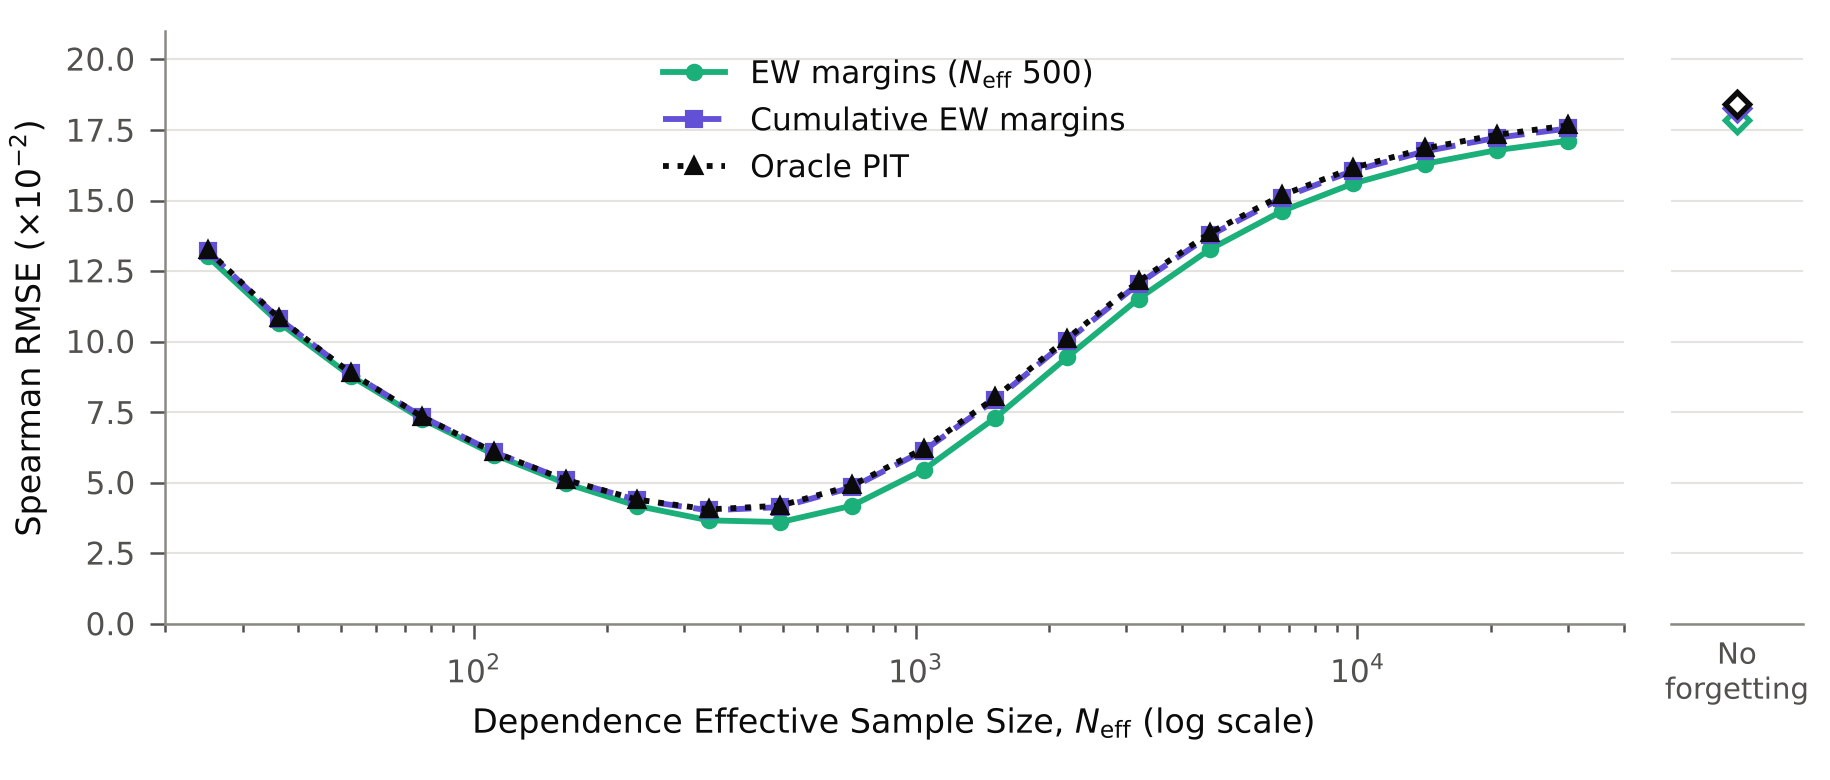 20.0
17.5
15.0
12.5
10.0
7.5
5.0
2.5
0.0
Spearman RMSE (×10⁻²)
EW margins (N_eff 500)
Cumulative EW margins
Oracle PIT
10² 10³ 10⁴
No
forgetting
Dependence Effective Sample Size, N_eff (log scale)